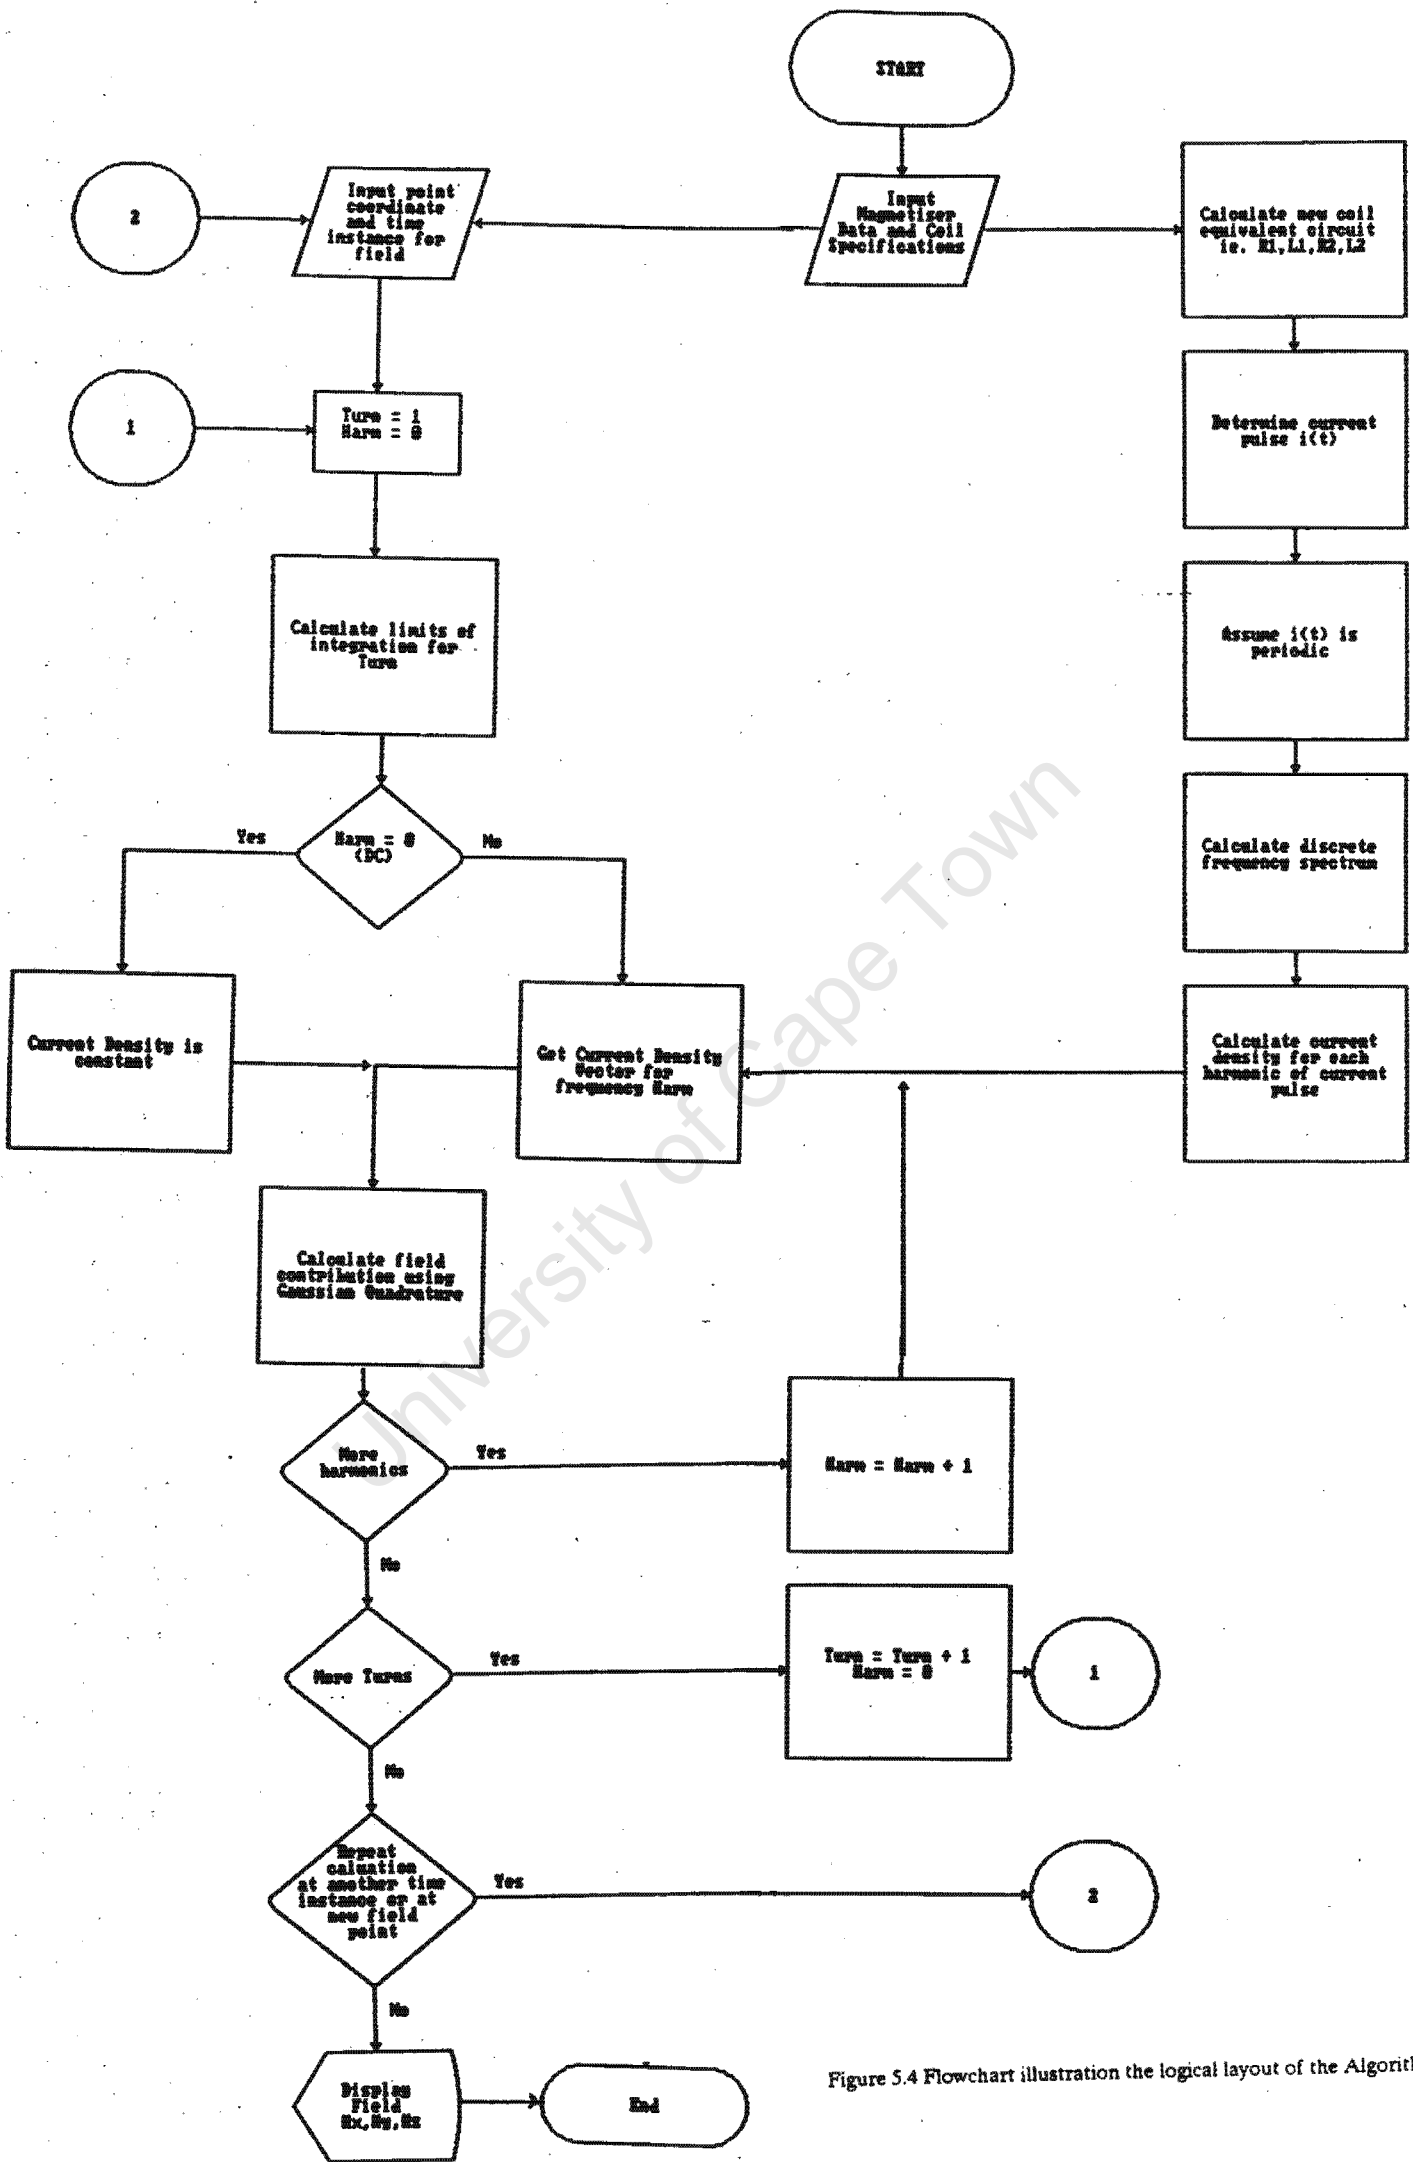 START
2
Input point
coordinate
and time
instance for
field
Input
Magnetiser
Data and Coil
Specifications
Calculate new coil
equivalent circuit
ie. R1,L1,R2,L2
1
Turn = 1
Harm = 0
Determine current
pulse i(t)
Calculate limits of
integration for
Turn
Assume i(t) is
periodic
Yes
Harm = 0
(DC)
No
Calculate discrete
frequency spectrum
Current Density is
constant
Get Current Density
Vector for
frequency Harm
Calculate current
density for each
harmonic of current
pulse
Calculate field
contribution using
Gaussian Quadrature
More
harmonics
Yes
Harm = Harm + 1
No
More Turns
Yes
Turn = Turn + 1
Harm = 0
1
No
Repeat
caluation
at another time
instance or at
new field
point
Yes
2
No
Display
Field
Hx,Hy,Hz
End
Figure 5.4 Flowchart illustration the logical layout of the Algorith
University of Cape Town